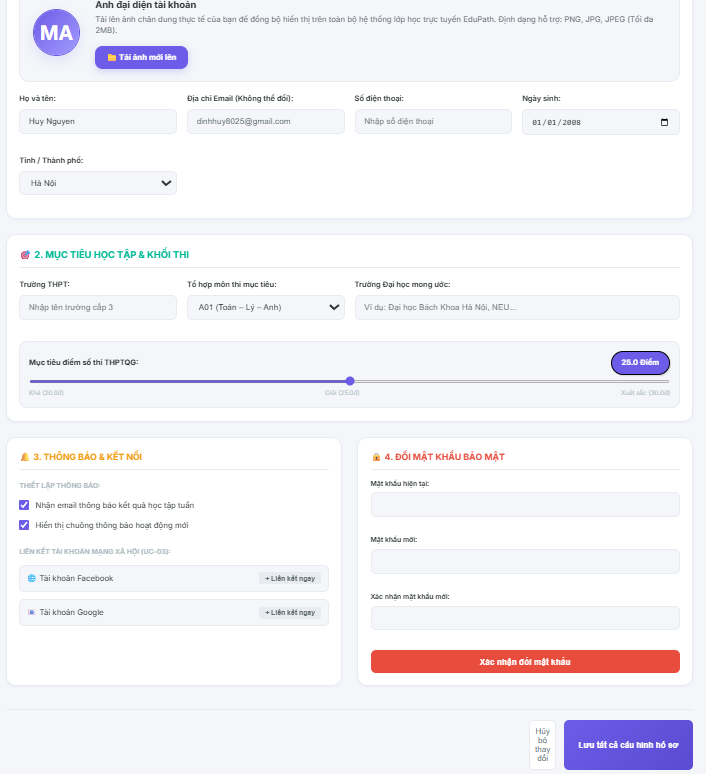 Ảnh đại diện tài khoản
MA
Tải lên ảnh chân dung thực tế của bạn để đồng bộ hiển thị trên toàn bộ hệ thống lớp học trực tuyến EduPath. Định dạng hỗ trợ: PNG, JPG, JPEG (Tối đa
2MB).
Tải ảnh mới lên
Họ và tên:
Địa chỉ Email (Không thể đổi):
Số điện thoại:
Ngày sinh:
Huy Nguyen
dinhhuy8025@gmail.com
Nhập số điện thoại
01/01/2008
Tỉnh / Thành phố:
Hà Nội
2. MỤC TIÊU HỌC TẬP & KHỐI THI
Trường THPT:
Tổ hợp môn thi mục tiêu:
Trường Đại học mong ước:
Nhập tên trường cấp 3
A01 (Toán – Lý – Anh)
Ví dụ: Đại học Bách Khoa Hà Nội, NEU...
Mục tiêu điểm số thi THPTQG:
25.0 Điểm
Khá (20.0đ)
Giỏi (25.0đ)
Xuất sắc (30.0đ)
3. THÔNG BÁO & KẾT NỐI
THIẾT LẬP THÔNG BÁO:
Nhận email thông báo kết quả học tập tuần
Hiển thị chuông thông báo hoạt động mới
LIÊN KẾT TÀI KHOẢN MẠNG XÃ HỘI (UC-03):
Tài khoản Facebook
+ Liên kết ngay
Tài khoản Google
+ Liên kết ngay
4. ĐỔI MẬT KHẨU BẢO MẬT
Mật khẩu hiện tại:
Mật khẩu mới:
Xác nhận mật khẩu mới:
Xác nhận đổi mật khẩu
Hủy
bỏ
thay
đổi
Lưu tất cả cấu hình hồ sơ